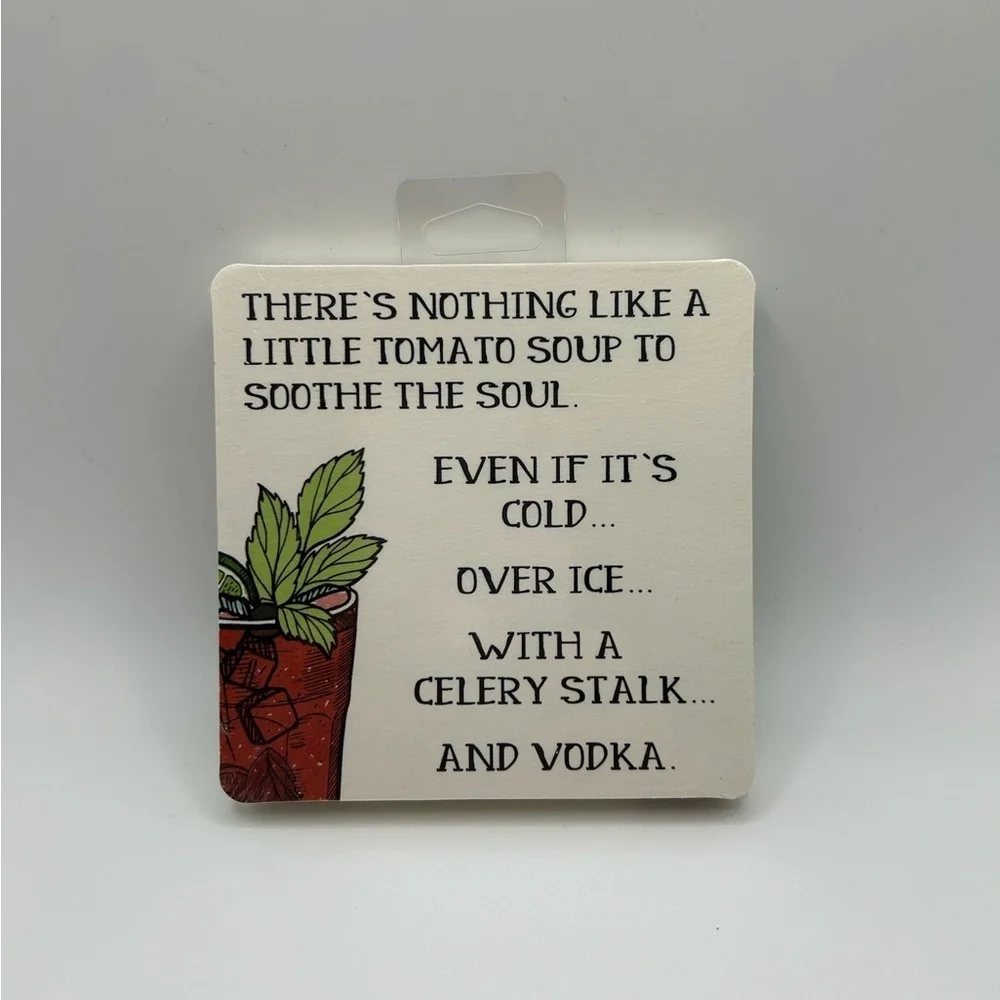 THERE`S NOTHING LIKE A
LITTLE TOMATO SOUP TO
SOOTHE THE SOUL.
EVEN IF IT`S
COLD...
OVER ICE...
WITH A
CELERY STALK...
AND VODKA.